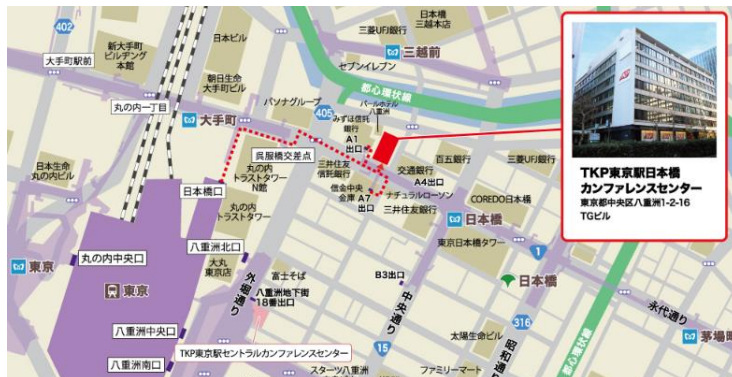 402
新大手町
ビルヂング
本館
日本ビル
三菱UFJ銀行
日本橋
三越本店
三菱UFJ銀行
三越前
セブンイレブン
大手町駅前
朝日生命
大手町ビル
都心環状線
丸の内一丁目
大手町
パソナグループ
405
みずほ信託
銀行
パールホテル
八重洲
A1
出口
呉服橋交差点
日本生命
丸の内ビル
丸の内
トラストタワー
N館
三井住友
信託銀行
交通銀行
百五銀行
三菱UFJ銀行
A4出口
日本橋口
信金中央
金庫
A7
出口
ナチュラルローソン
三井住友銀行
COREDO日本橋
丸の内
トラストタワー
日本橋
東京日本橋タワー
1
東京
丸の内中央口
八重洲北口
大丸
東京店
外堀通り
富士そば
八重洲地下街
18番出口
B3出口
中央通り
日本橋
永代通り
東京
316
茅場町
八重洲中央口
太陽生命ビル
昭和通り
都心環状線
TKP東京駅セントラルカンファレンスセンター
15
八重洲南口
スターツ八重洲
ファミリーマート
TKP東京駅日本橋
カンファレンスセンター
東京都中央区八重洲1-2-16
TGビル